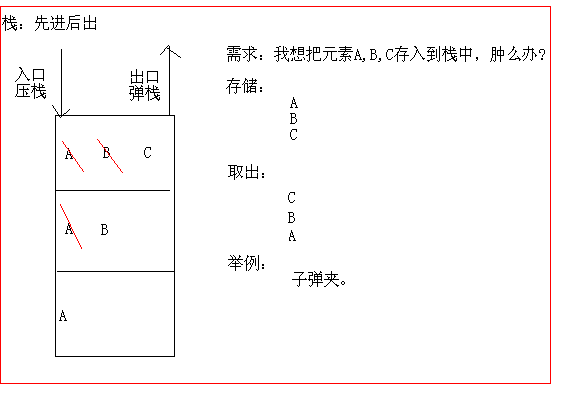 栈：先进后出
入口
压栈
出口
弹栈
A B C
A B
A
需求：我想把元素A,B,C存入到栈中，肿么办?
存储：
A
B
C
取出：
C
B
A
举例：
子弹夹。